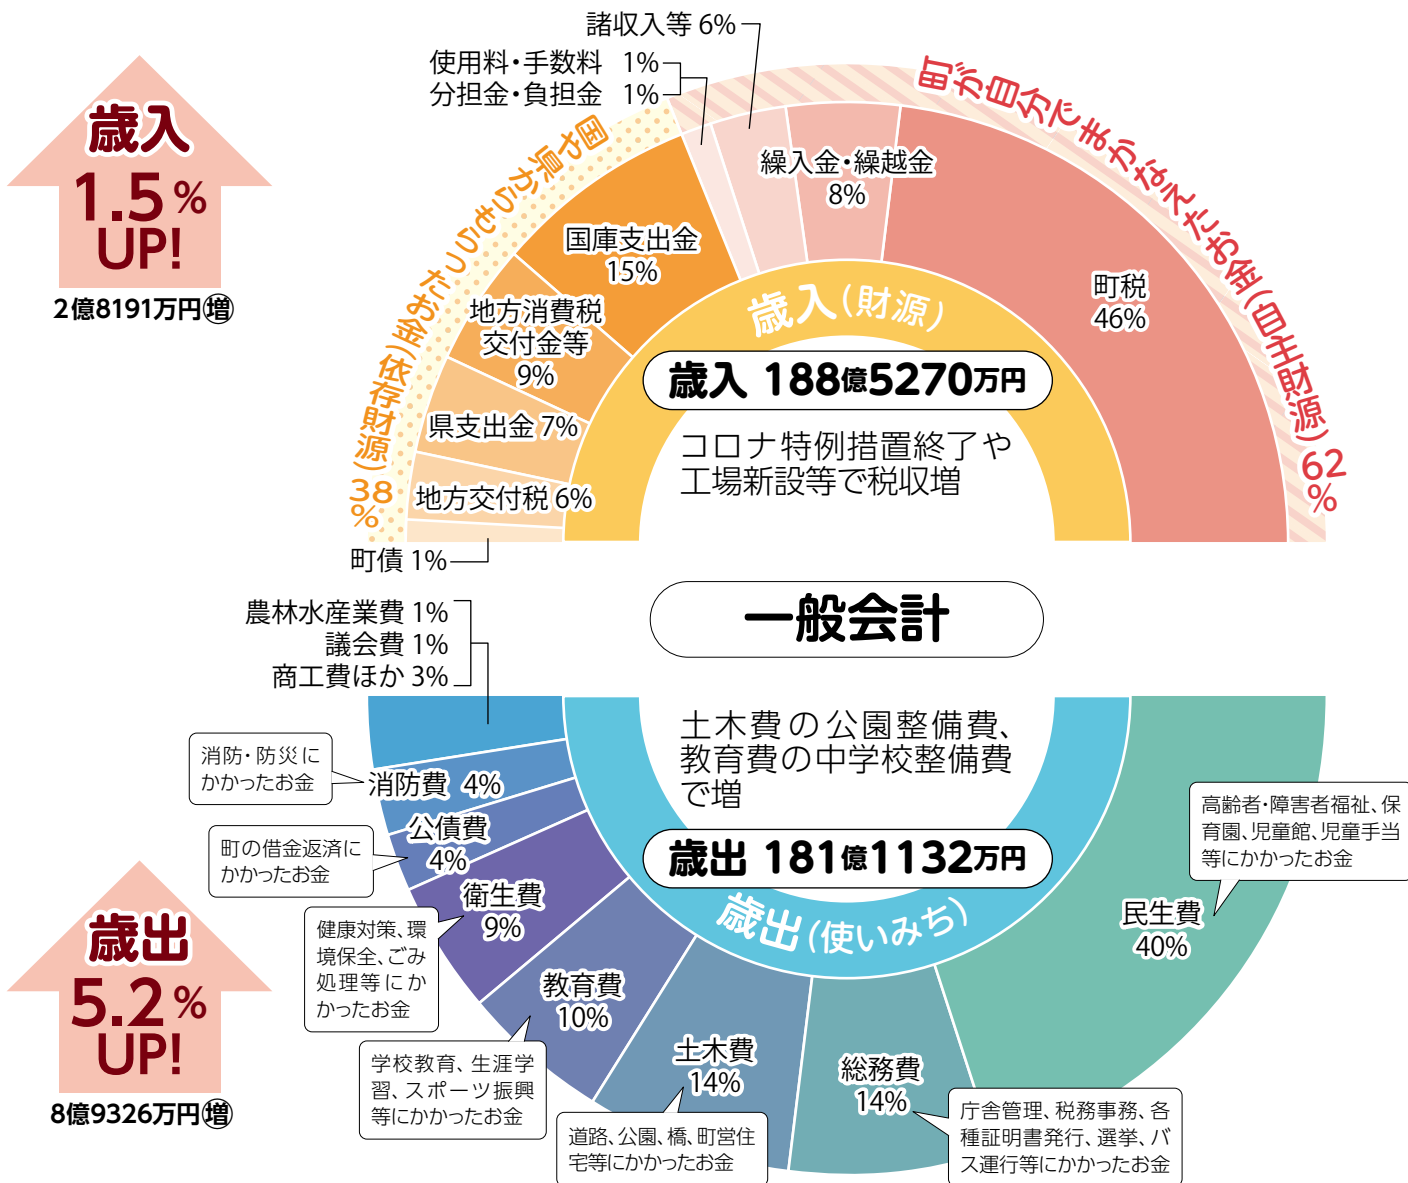 歳入
1.5%
UP!
2億8191万円増
諸収入等 6%
使用料・手数料 1%
分担金・負担金 1%
国や県からもらったお金(依存財源)38%
町が自分でまかなえたお金(自主財源)62%
繰入金・繰越金
8%
町税
46%
国庫支出金
15%
地方消費税
交付金等
9%
県支出金 7%
地方交付税 6%
町債 1%
歳入(財源)
歳入 188億5270万円
コロナ特例措置終了や
工場新設等で税収増
一般会計
農林水産業費 1%
議会費 1%
商工費ほか 3%
土木費の公園整備費、
教育費の中学校整備費
で増
歳出 181億1132万円
歳出(使いみち)
消防・防災に
かかったお金
消防費 4%
町の借金返済に
かかったお金
公債費
4%
健康対策、環
境保全、ごみ
処理等にか
かったお金
衛生費
9%
学校教育、生涯学
習、スポーツ振興
等にかかったお金
教育費
10%
道路、公園、橋、町営住
宅等にかかったお金
土木費
14%
総務費
14%
庁舎管理、税務事務、各
種証明書発行、選挙、バ
ス運行等にかかったお金
民生費
40%
高齢者・障害者福祉、保
育園、児童館、児童手当
等にかかったお金
歳出
5.2%
UP!
8億9326万円増